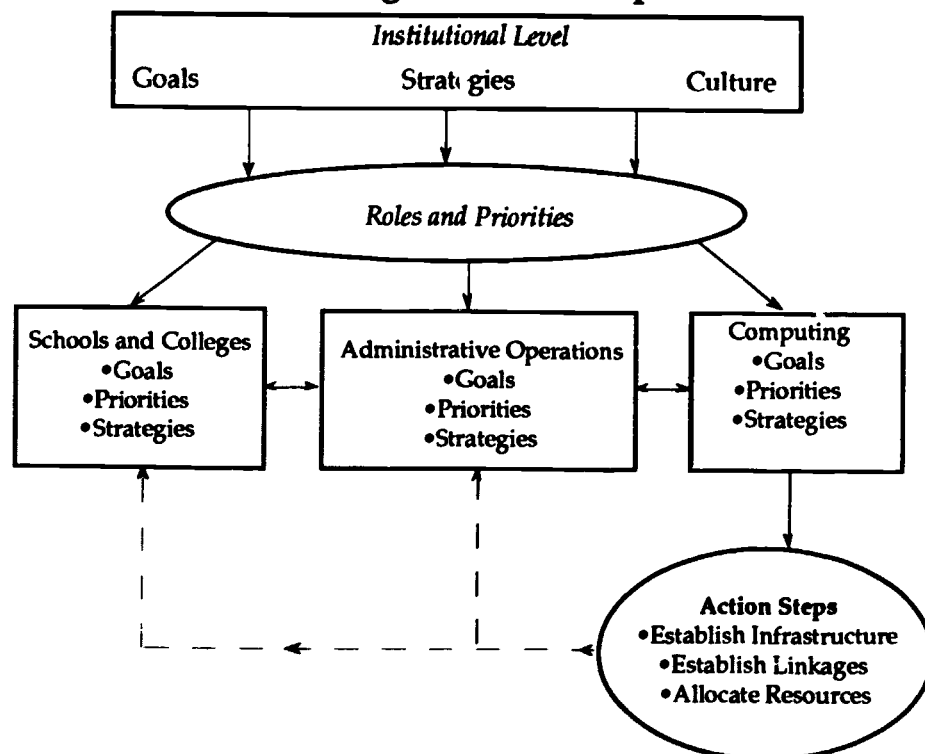 Institutional Level
Goals Strategies Culture
Roles and Priorities
Schools and Colleges
•Goals
•Priorities
•Strategies
Administrative Operations
•Goals
•Priorities
•Strategies
Computing
•Goals
•Priorities
•Strategies
Action Steps
•Establish Infrastructure
•Establish Linkages
•Allocate Resources